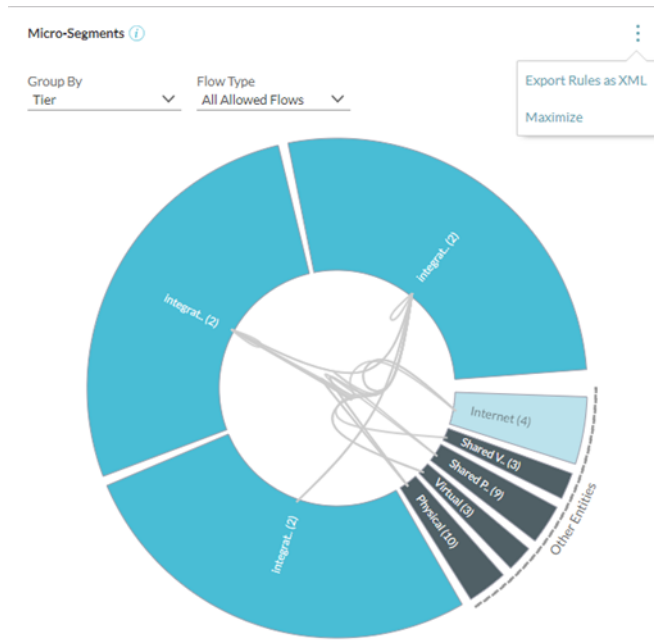 Micro-Segments i
Export Rules as XML
Maximize
Group By
Tier
Flow Type
All Allowed Flows
integrat.. (2)
Integrat.. (2)
Integrat.. (2)
Internet (4)
Shared V.. (3)
Shared P.. (9)
Virtual (3)
Physical (10)
Other Entities